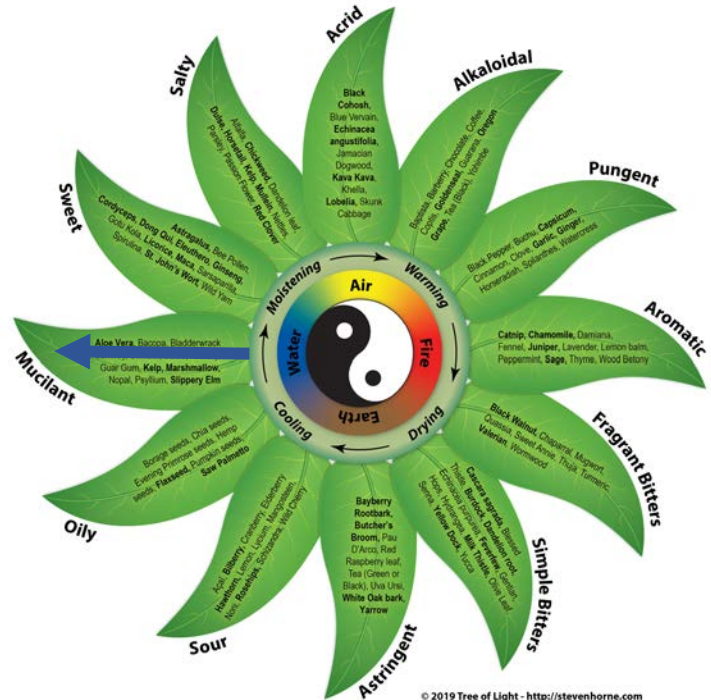 Acrid
Black
Cohosh,
Blue Vervain,
Echinacea
angustifolia,
Jamacian
Dogwood,
Kava Kava,
Khella,
Lobelia, Skunk
Cabbage
Alkaloidal
Baptista, Barberry, Chocolate, Coffee,
Coptis, Goldenseal, Guarana, Oregon
Grape, Tea (Black), Yohimbe
Pungent
Black Pepper, Buchu, Capsicum,
Cinnamon, Clove, Garlic, Ginger,
Horseradish, Spilanthes, Watercress
Aromatic
Catnip, Chamomile, Damiana,
Fennel, Juniper, Lavender, Lemon balm,
Peppermint, Sage, Thyme, Wood Betony
Fragrant Bitters
Black Walnut, Chaparral, Mugwort,
Quassia, Sweet Annie, Thuja, Turmeric,
Valerian, Wormwood
Simple Bitters
Cascara sagrada, Blessed
Thistle, Burdock, Dandelion root,
Echinacea purpurea, Feverfew, Gentian,
Hops, Hydrangea, Milk Thistle, Olive Leaf,
Senna, Yellow Dock, Yucca
Astringent
Bayberry
Rootbark,
Butcher's
Broom, Pau
D'Arco, Red
Raspberry leaf,
Tea (Green or
Black), Uva Ursi,
White Oak bark,
Yarrow
Sour
Açai, Bilberry, Cranberry, Elderberry
Hawthorn, Lemon, Lycium, Mangosteen,
Noni, Rosehips, Schizandra, Wild Cherry
Oily
Borage seeds, Chia seeds,
Evening Primrose seeds, Hemp
seeds, Flaxseed, Pumpkin seeds,
Saw Palmetto
Mucilant
Aloe Vera, Bacopa, Bladderwrack
Guar Gum, Kelp, Marshmallow,
Nopal, Psyllium, Slippery Elm
Sweet
Astragalus, Bee Pollen,
Cordyceps, Dong Qui, Eleuthero, Ginseng,
Gotu Kola, Licorice, Maca, Sarsaparilla,
Spirulina, St. John's Wort, Wild Yam
Salty
Alfalfa, Chickweed, Dandelion leaf,
Dulse, Horsetail, Kelp, Mullein, Nettles,
Parsley, Passion Flower, Red Clover
Moistening
Warming
Drying
Cooling
Air
Fire
Earth
Water
© 2019 Tree of Light - http://stevenhorne.com